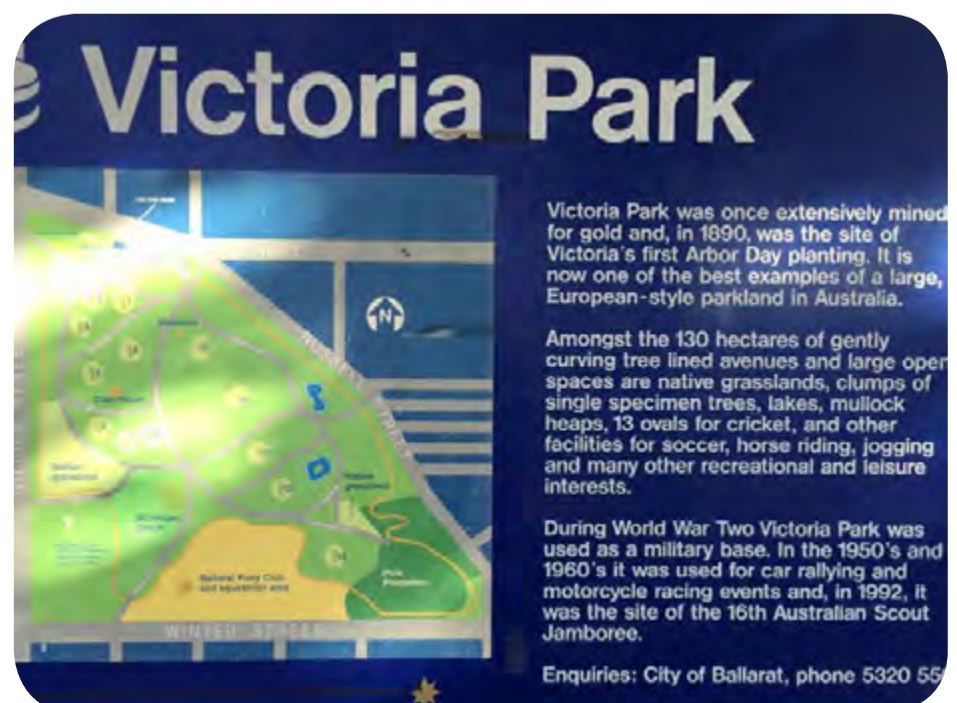 Victoria Park
Victoria Park was once extensively mined
for gold and, in 1890, was the site of
Victoria's first Arbor Day planting. It is
now one of the best examples of a large,
European-style parkland in Australia.
Amongst the 130 hectares of gently
curving tree lined avenues and large open
spaces are native grasslands, clumps of
single specimen trees, lakes, mullock
heaps, 13 ovals for cricket, and other
facilities for soccer, horse riding, jogging
and many other recreational and leisure
interests.
During World War Two Victoria Park was
used as a military base. In the 1950's and
1960's it was used for car rallying and
motorcycle racing events and, in 1992, it
was the site of the 16th Australian Scout
Jamboree.
Enquiries: City of Ballarat, phone 5320 55
N
RUSSELL STREET
Ballarat Pony Club
and equestrian area
WINTER STREET